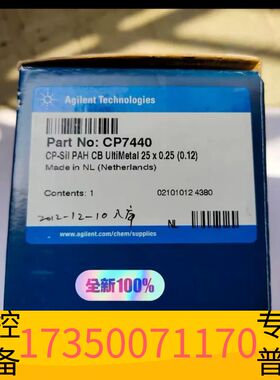 Agilent Technologies
Part No: CP7440
CP-Sil PAH CB UltiMetal 25 x 0.25 (0.12)
Made in NL (Netherlands)
Contents: 1
02101012 4380
2012-12-10 入库
NL
www.agilent.com/chem/supplies
全新100%
控 17350071170 专
备 普